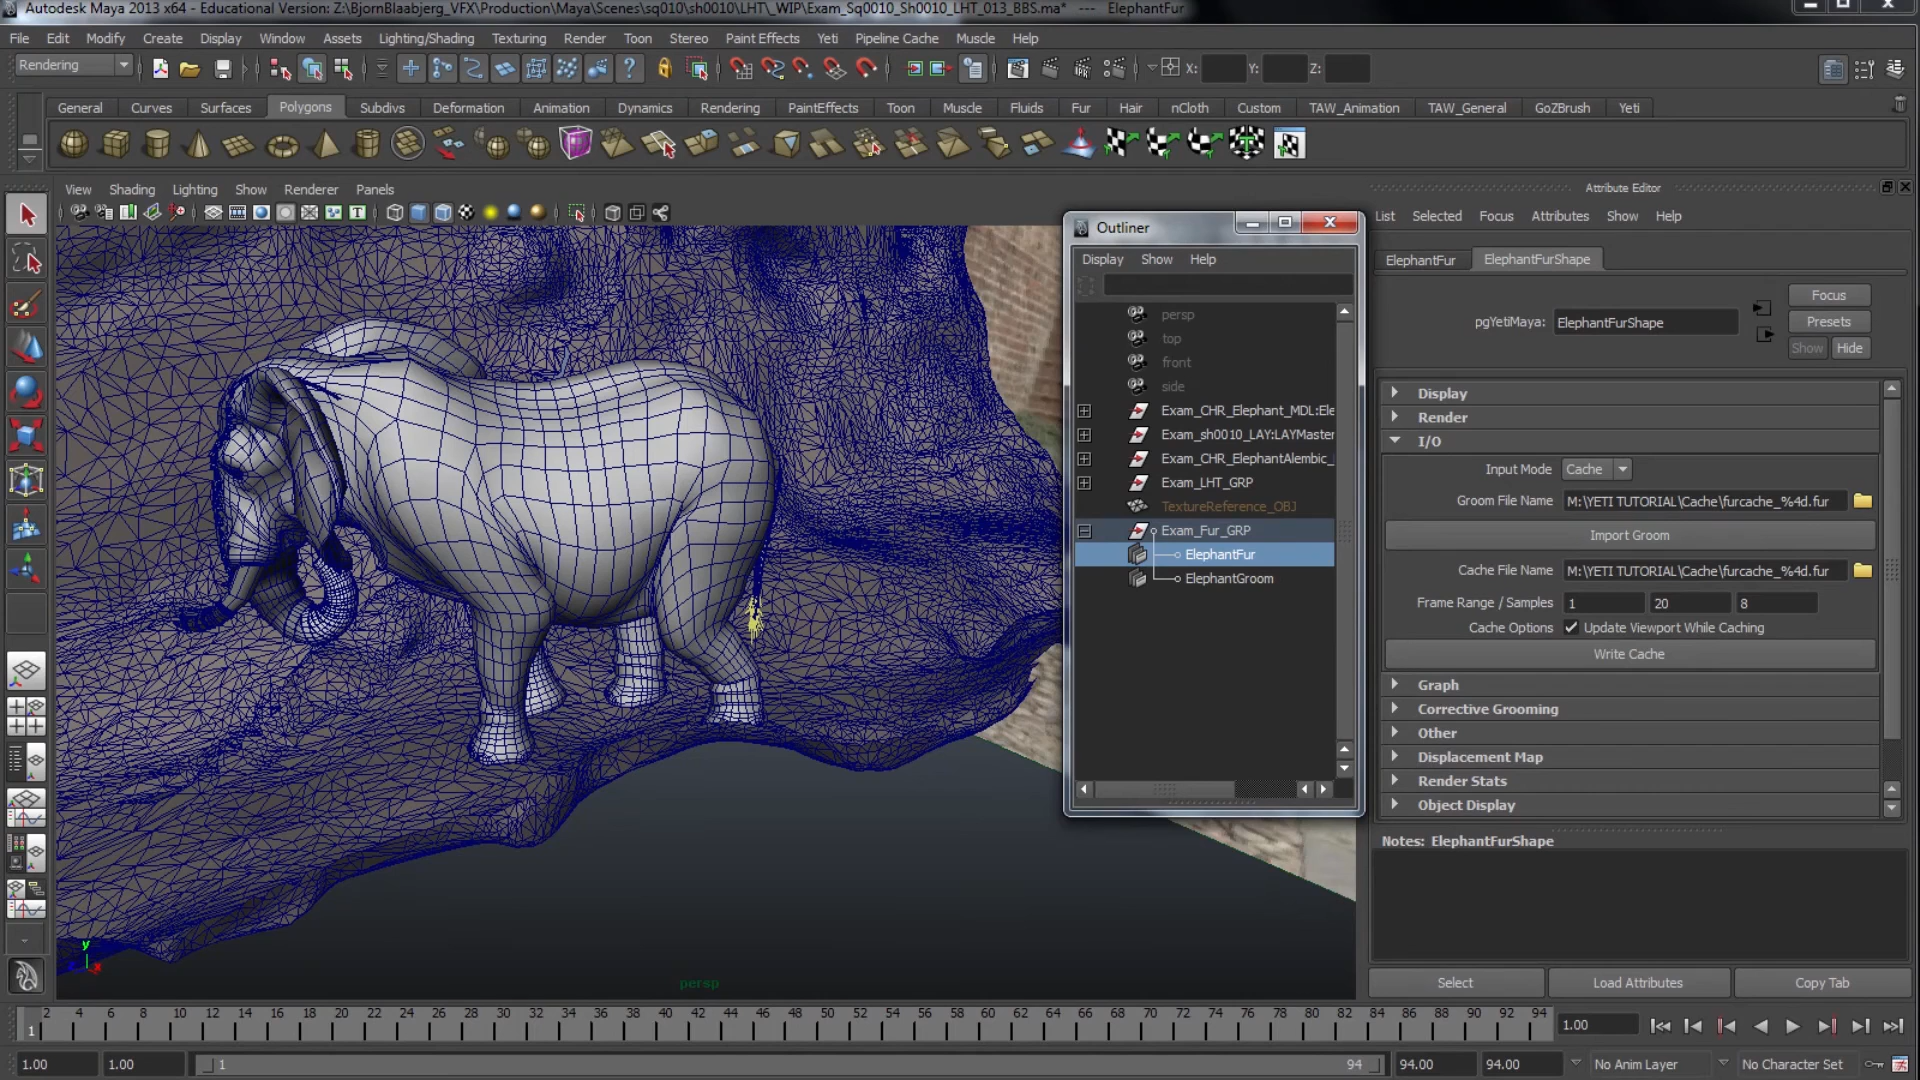 Autodesk Maya 2013 x64 - Educational Version: Z:\BjornBlaabjerg_VFX\Production\Maya\Scenes\sq010\sh0010\LHT\_WIP\Exam_Sq0010_Sh0010_LHT_013_BBS.ma* --- ElephantFur
File Edit Modify Create Display Window Assets Lighting/Shading Texturing Render Toon Stereo Paint Effects Yeti Pipeline Cache Muscle Help
Rendering X: Y: Z:
General Curves Surfaces Polygons Subdivs Deformation Animation Dynamics Rendering PaintEffects Toon Muscle Fluids Fur Hair nCloth Custom TAW_Animation TAW_General GoZBrush Yeti
View Shading Lighting Show Renderer Panels
Attribute Editor
List Selected Focus Attributes Show Help
ElephantFur ElephantFurShape
pgYetiMaya: ElephantFurShape
Focus
Presets
Show Hide
Display
Render
I/O
Input Mode Cache
Groom File Name M:\YETI TUTORIAL\Cache\furcache_%4d.fur
Import Groom
Cache File Name M:\YETI TUTORIAL\Cache\furcache_%4d.fur
Frame Range / Samples 1 20 8
Cache Options Update Viewport While Caching
Write Cache
Graph
Corrective Grooming
Other
Displacement Map
Render Stats
Object Display
Notes: ElephantFurShape
Select Load Attributes Copy Tab
Outliner
Display Show Help
persp
top
front
side
Exam_CHR_Elephant_MDL:Ele
Exam_sh0010_LAY:LAYMaster
Exam_CHR_ElephantAlembic_
Exam_LHT_GRP
TextureReference_OBJ
Exam_Fur_GRP
ElephantFur
ElephantGroom
y
persp
2 4 6 8 10 12 14 16 18 20 22 24 26 28 30 32 34 36 38 40 42 44 46 48 50 52 54 56 58 60 62 64 66 68 70 72 74 76 78 80 82 84 86 88 90 92 94
1 1.00
1.00 1.00 1 94 94.00 94.00 No Anim Layer No Character Set